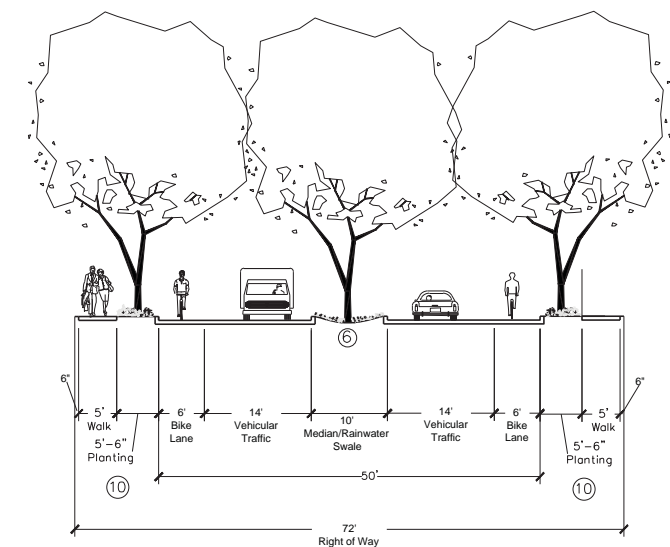 6
6"
6"
5'
Walk
5'-6"
Planting
6'
Bike
Lane
14'
Vehicular
Traffic
10'
Median/Rainwater
Swale
14'
Vehicular
Traffic
6'
Bike
Lane
5'
Walk
5'-6"
Planting
10
50'
10
72'
Right of Way